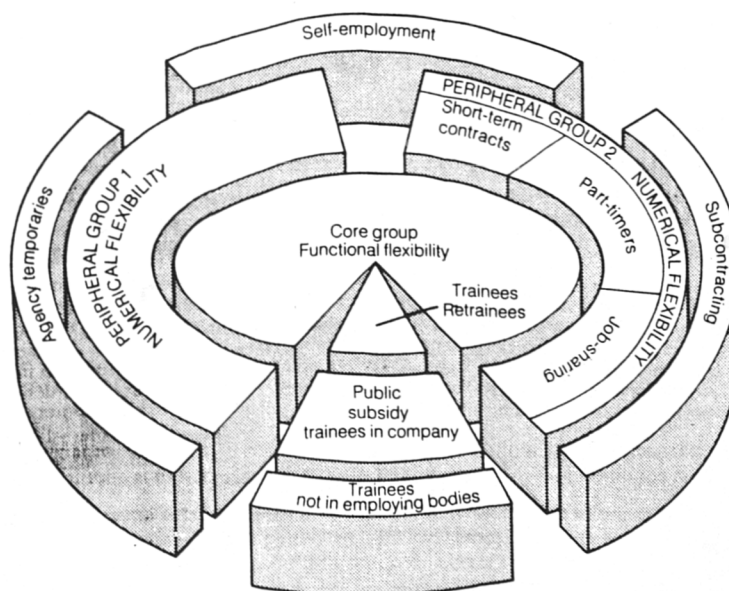 Self-employment
PERIPHERAL GROUP 2
NUMERICAL FLEXIBILITY
Short-term
contracts
Part-timers
Job-sharing
Subcontracting
Agency temporaries
PERIPHERAL GROUP 1
NUMERICAL FLEXIBILITY
Core group
Functional flexibility
Trainees
Retrainees
Public
subsidy
trainees in company
Trainees
not in employing bodies